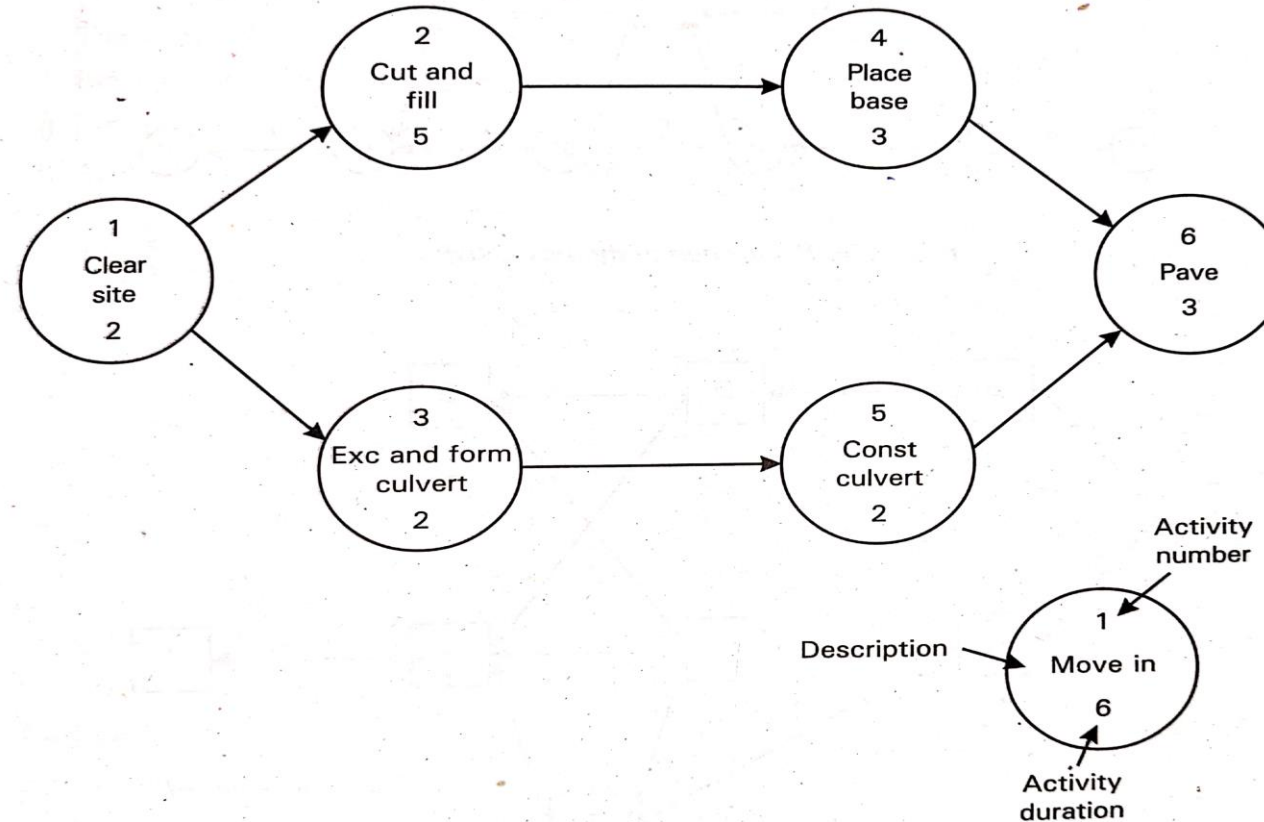 1
Clear
site
2
2
Cut and
fill
5
3
Exc and form
culvert
2
4
Place
base
3
5
Const
culvert
2
6
Pave
3
Activity
number
1
Description
Move in
6
Activity
duration